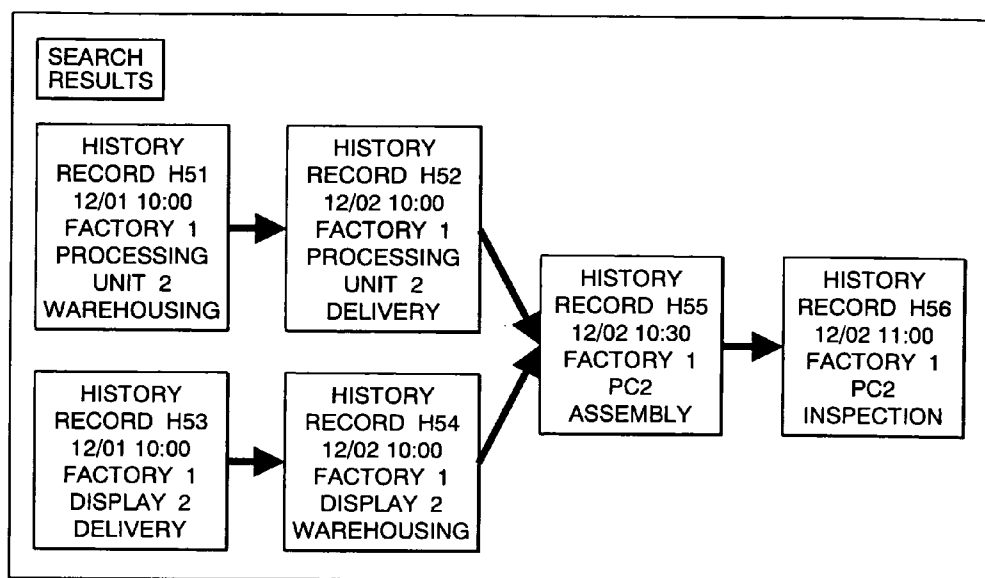 SEARCH
RESULTS
HISTORY
RECORD H51
12/01 10:00
FACTORY 1
PROCESSING
UNIT 2
WAREHOUSING
HISTORY
RECORD H52
12/02 10:00
FACTORY 1
PROCESSING
UNIT 2
DELIVERY
HISTORY
RECORD H53
12/01 10:00
FACTORY 1
DISPLAY 2
DELIVERY
HISTORY
RECORD H54
12/02 10:00
FACTORY 1
DISPLAY 2
WAREHOUSING
HISTORY
RECORD H55
12/02 10:30
FACTORY 1
PC2
ASSEMBLY
HISTORY
RECORD H56
12/02 11:00
FACTORY 1
PC2
INSPECTION